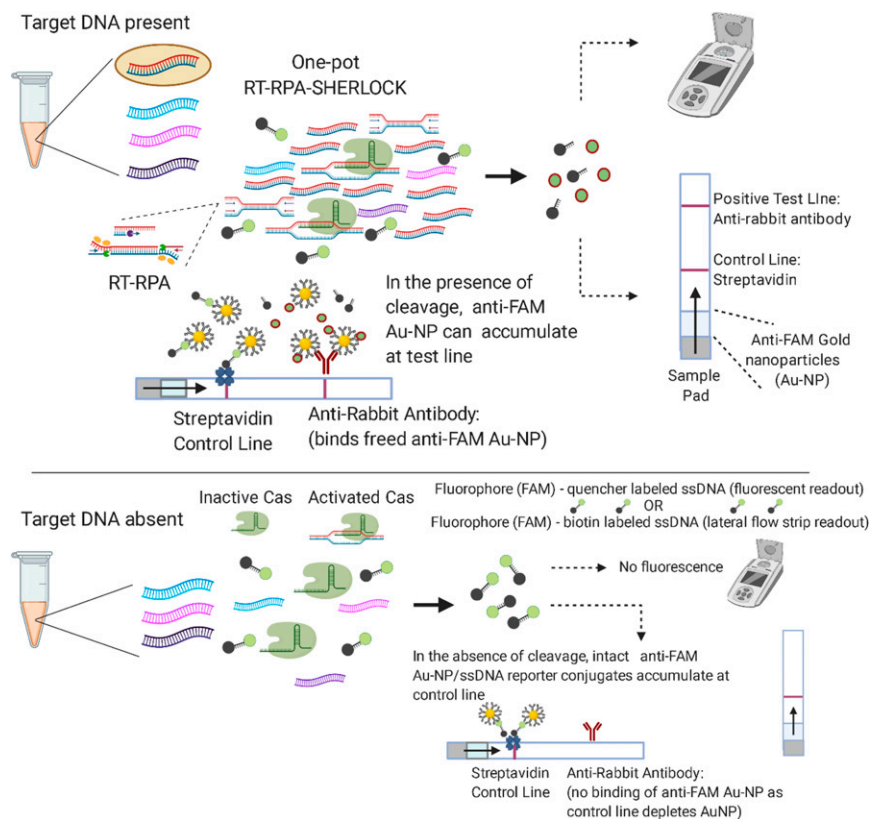 Target DNA present
One-pot
RT-RPA-SHERLOCK
RT-RPA
In the presence of
cleavage, anti-FAM
Au-NP can accumulate
at test line
Streptavidin
Control Line
Anti-Rabbit Antibody:
(binds freed anti-FAM Au-NP)
Positive Test LIne:
Anti-rabbit antibody
Control Line:
Streptavidin
Anti-FAM Gold
nanoparticles
(Au-NP)
Sample
Pad
Target DNA absent
Inactive Cas
Activated Cas
Fluorophore (FAM) - quencher labeled ssDNA (fluorescent readout)
OR
Fluorophore (FAM) - biotin labeled ssDNA (lateral flow strip readout)
No fluorescence
In the absence of cleavage, intact anti-FAM
Au-NP/ssDNA reporter conjugates accumulate at
control line
Streptavidin
Control Line
Anti-Rabbit Antibody:
(no binding of anti-FAM Au-NP as
control line depletes AuNP)